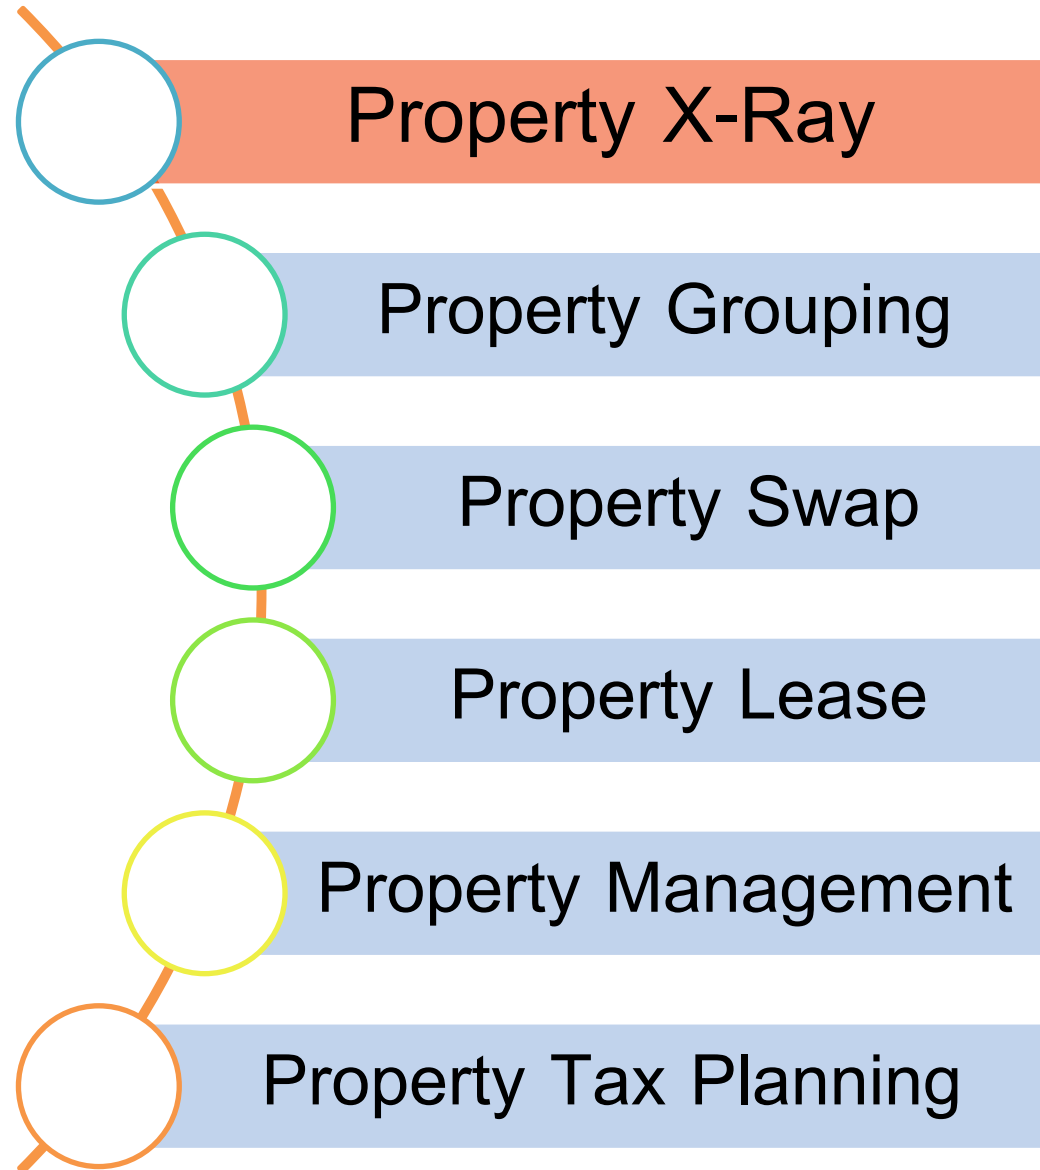 Property X-Ray
Property Grouping
Property Swap
Property Lease
Property Management
Property Tax Planning